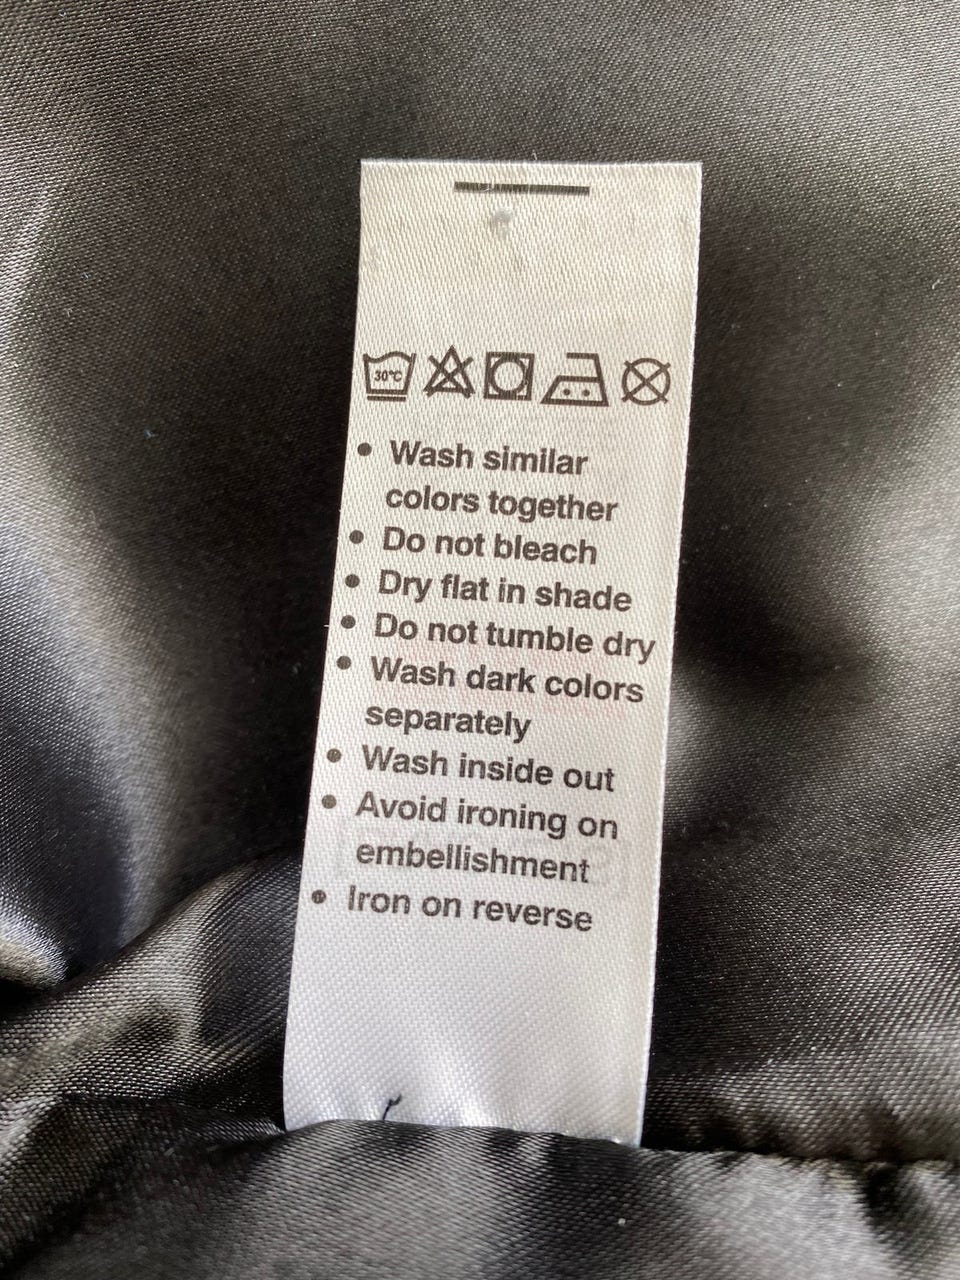 30°C
• Wash similar
colors together
• Do not bleach
• Dry flat in shade
• Do not tumble dry
• Wash dark colors
separately
• Wash inside out
• Avoid ironing on
embellishment
• Iron on reverse